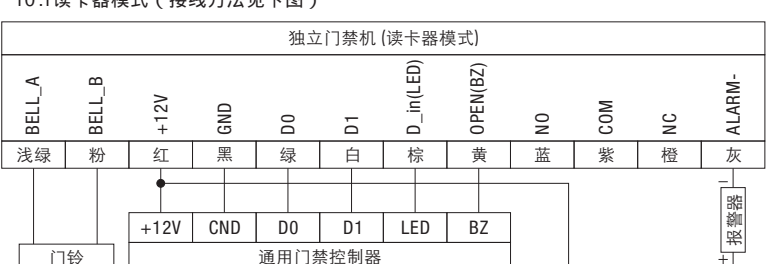 10.1读卡器模式（接线方法见下图）
独立门禁机 (读卡器模式)
BELL_A BELL_B +12V GND D0 D1 D_in(LED) OPEN(BZ) NO COM NC ALARM-
浅绿 粉 红 黑 绿 白 棕 黄 蓝 紫 橙 灰
−
+12V CND D0 D1 LED BZ
报警器
门铃 通用门禁控制器
+